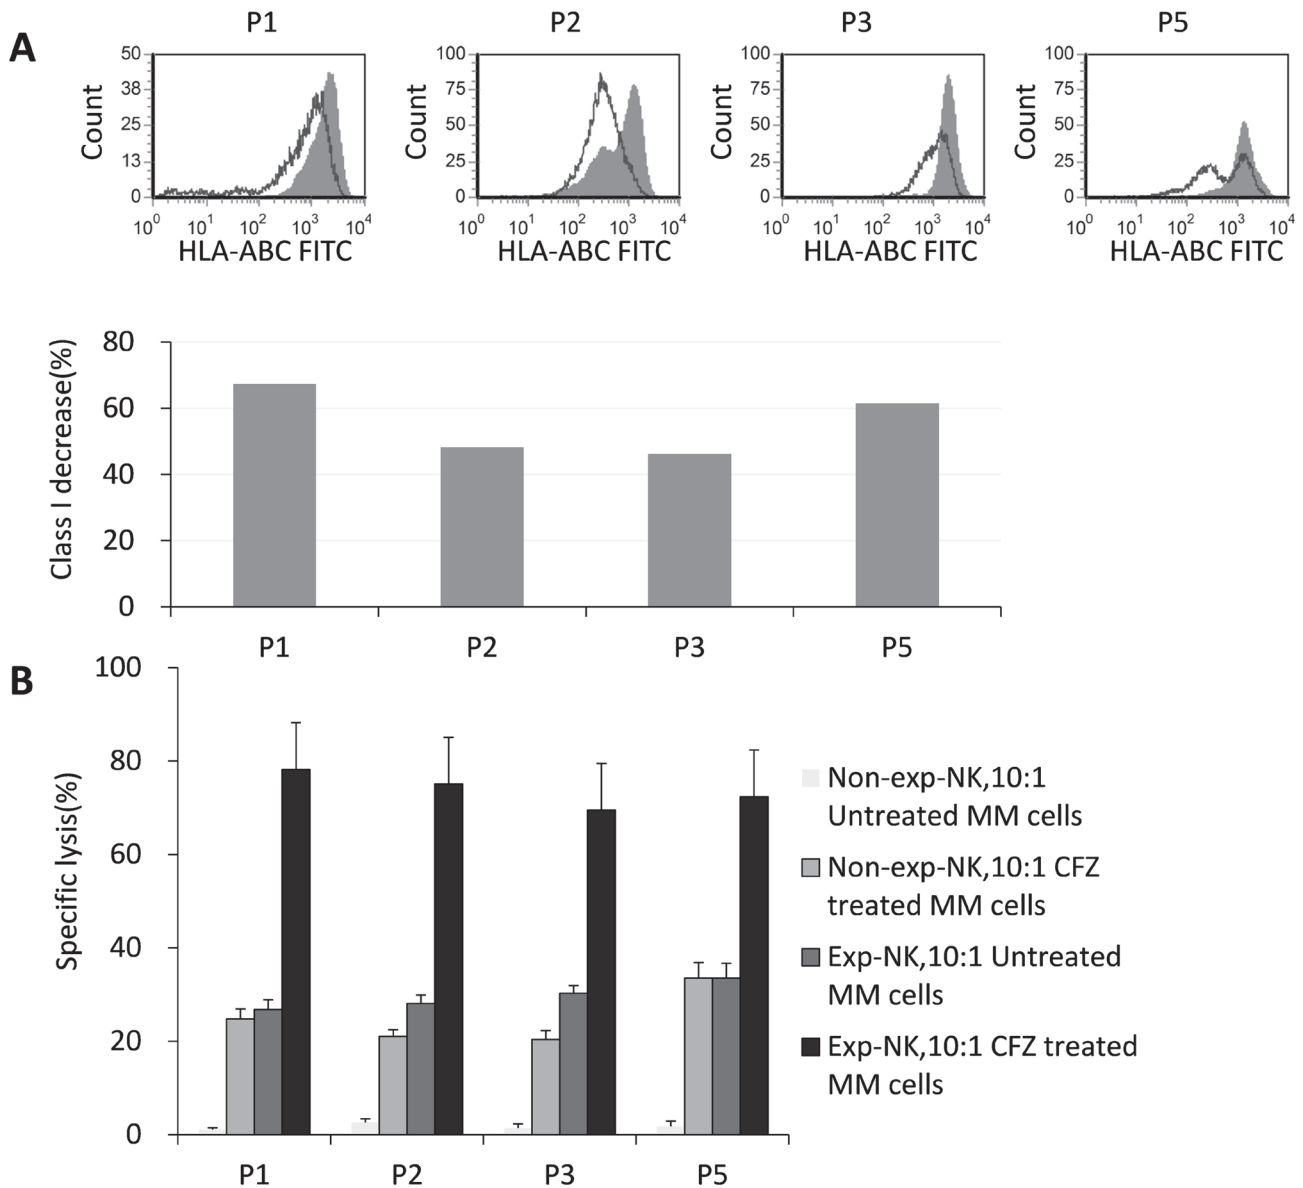 A
P1
P2
P3
P5
Count
50
38
25
13
0
10^0 10^1 10^2 10^3 10^4
HLA-ABC FITC
Count
100
75
50
25
0
10^0 10^1 10^2 10^3 10^4
HLA-ABC FITC
Count
100
75
50
25
0
10^0 10^1 10^2 10^3 10^4
HLA-ABC FITC
Count
100
75
50
25
0
10^0 10^1 10^2 10^3 10^4
HLA-ABC FITC
Class I decrease(%)
80
60
40
20
0
P1 P2 P3 P5
B
Specific lysis(%)
100
80
60
40
20
0
P1 P2 P3 P5
Non-exp-NK,10:1
Untreated MM cells
Non-exp-NK,10:1 CFZ
treated MM cells
Exp-NK,10:1 Untreated
MM cells
Exp-NK,10:1 CFZ treated
MM cells